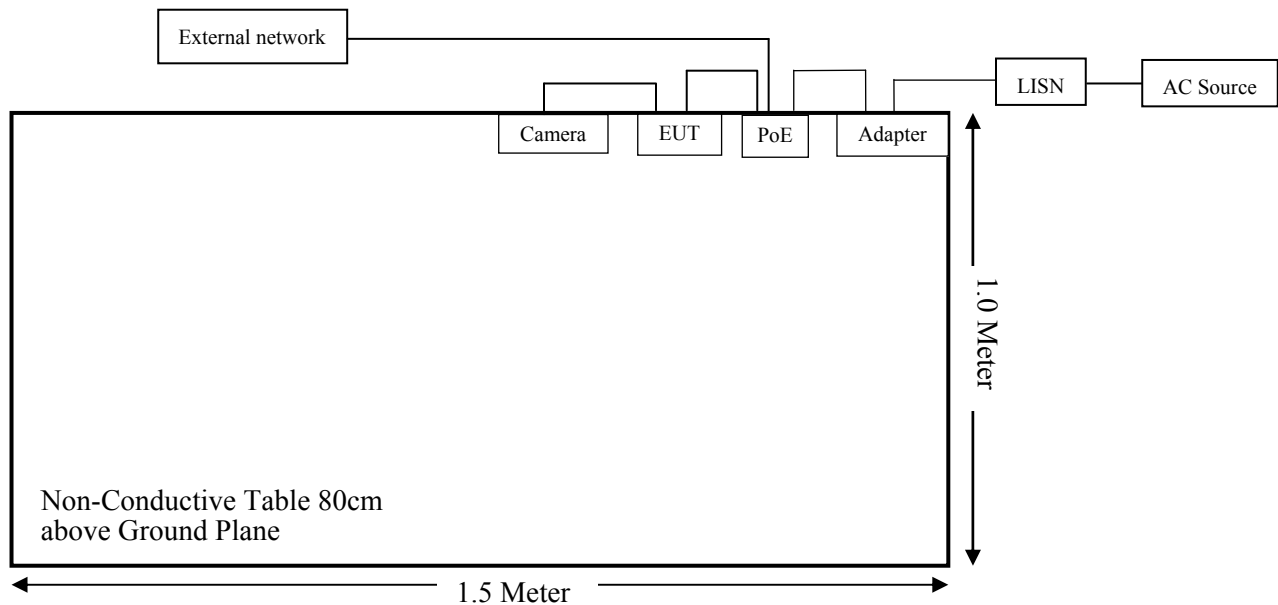 External network
LISN
AC Source
Camera
EUT
PoE
Adapter
1.0 Meter
Non-Conductive Table 80cm
above Ground Plane
1.5 Meter